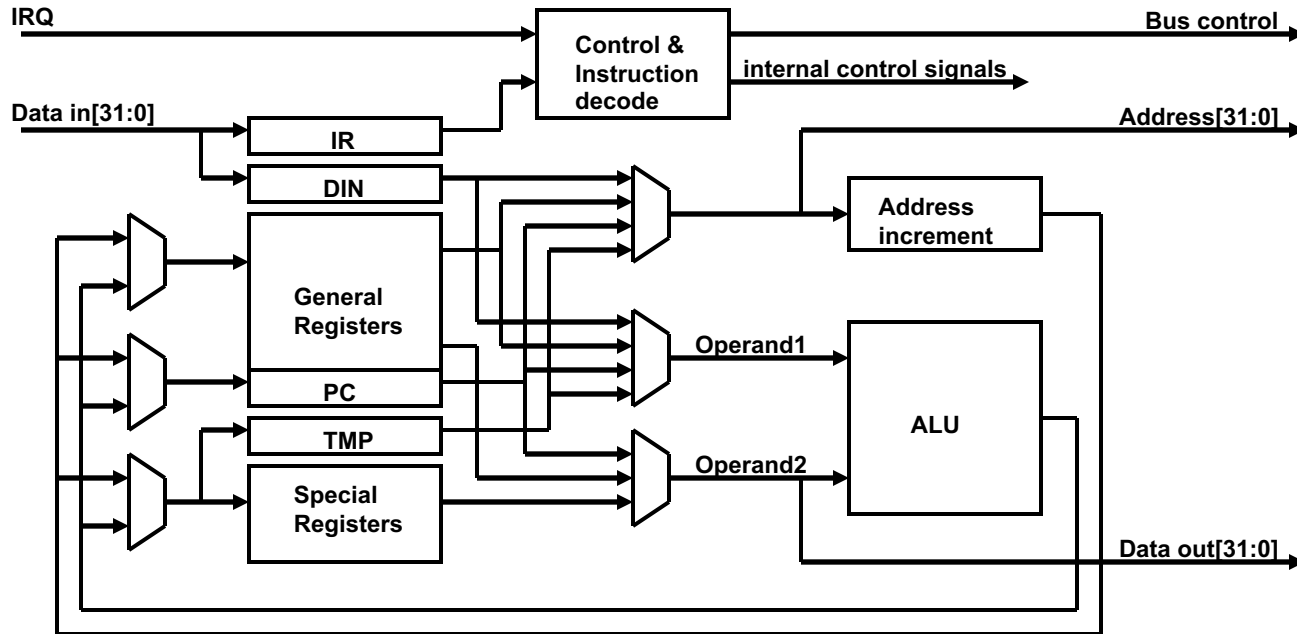 IRQ
Control &
Instruction
decode
Bus control
internal control signals
Data in[31:0]
Address[31:0]
IR
DIN
Address
increment
General
Registers
Operand1
PC
ALU
TMP
Operand2
Special
Registers
Data out[31:0]